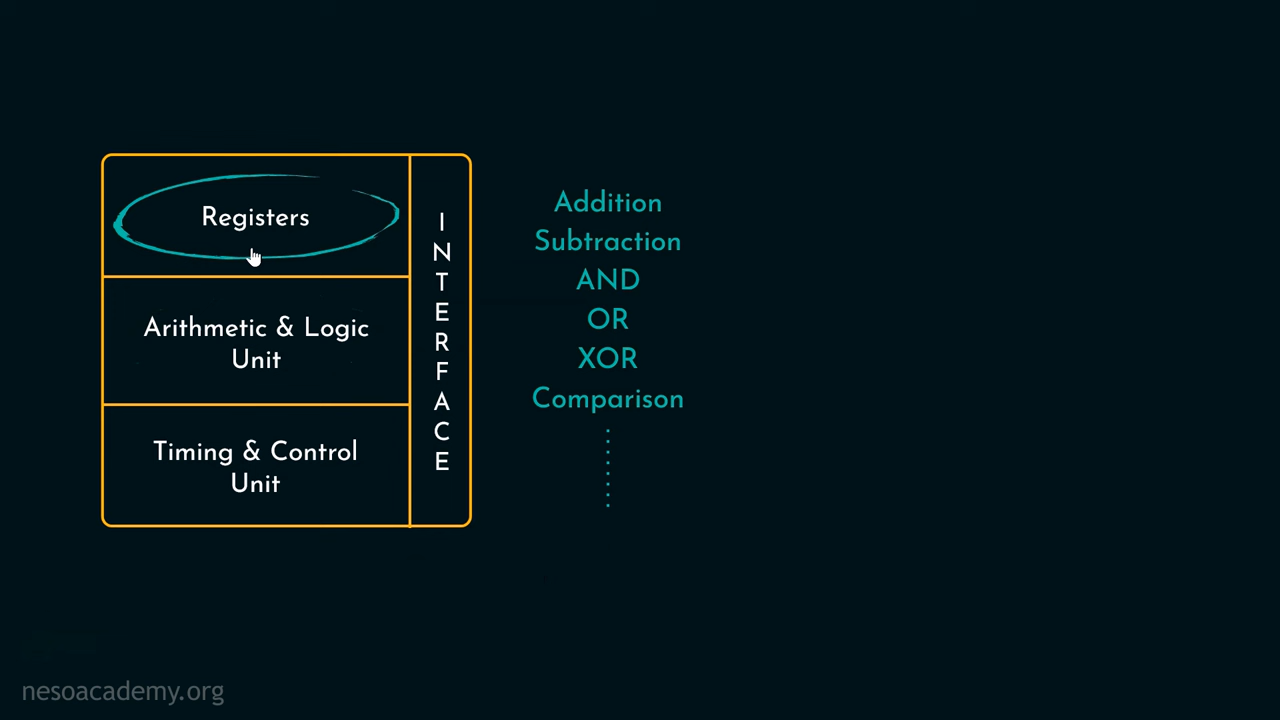 Registers
Arithmetic & Logic
Unit
Timing & Control
Unit
I
N
T
E
R
F
A
C
E
Addition
Subtraction
AND
OR
XOR
Comparison
nesoacademy.org